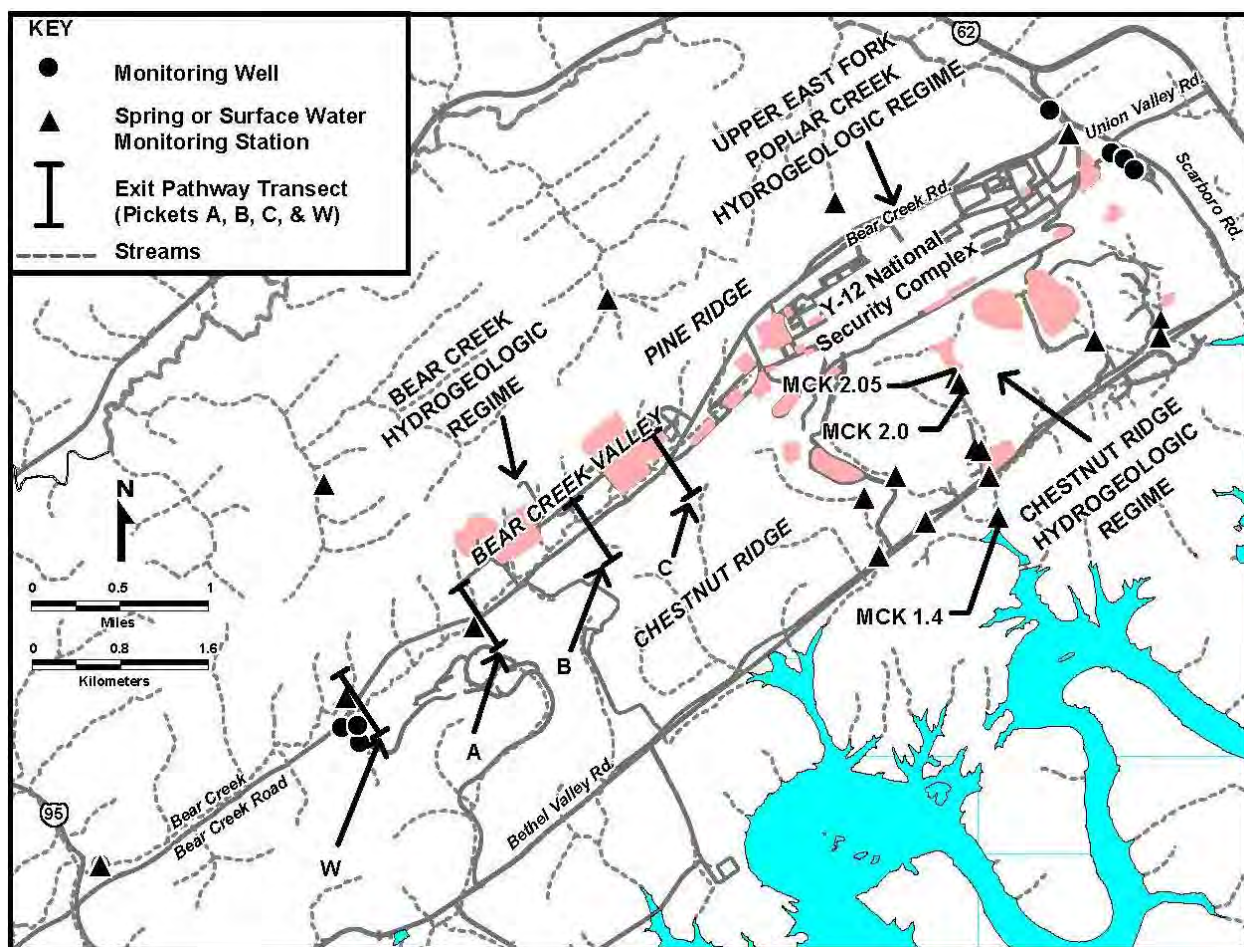 KEY
Monitoring Well
Spring or Surface Water
Monitoring Station
Exit Pathway Transect
(Pickets A, B, C, & W)
Streams
62
UPPER EAST FORK
POPLAR CREEK
HYDROGEOLOGIC REGIME
Union Valley Rd.
Scarboro Rd.
Bear Creek Rd.
Y-12 National
Security Complex
PINE RIDGE
BEAR CREEK
HYDROGEOLOGIC
REGIME
BEAR CREEK VALLEY
MCK 2.05
MCK 2.0
CHESTNUT RIDGE
HYDROGEOLOGIC
REGIME
MCK 1.4
CHESTNUT RIDGE
N
0 0.5 1
Miles
0 0.8 1.6
Kilometers
C
B
A
W
Bear Creek
Bear Creek Road
Bethel Valley Rd.
95